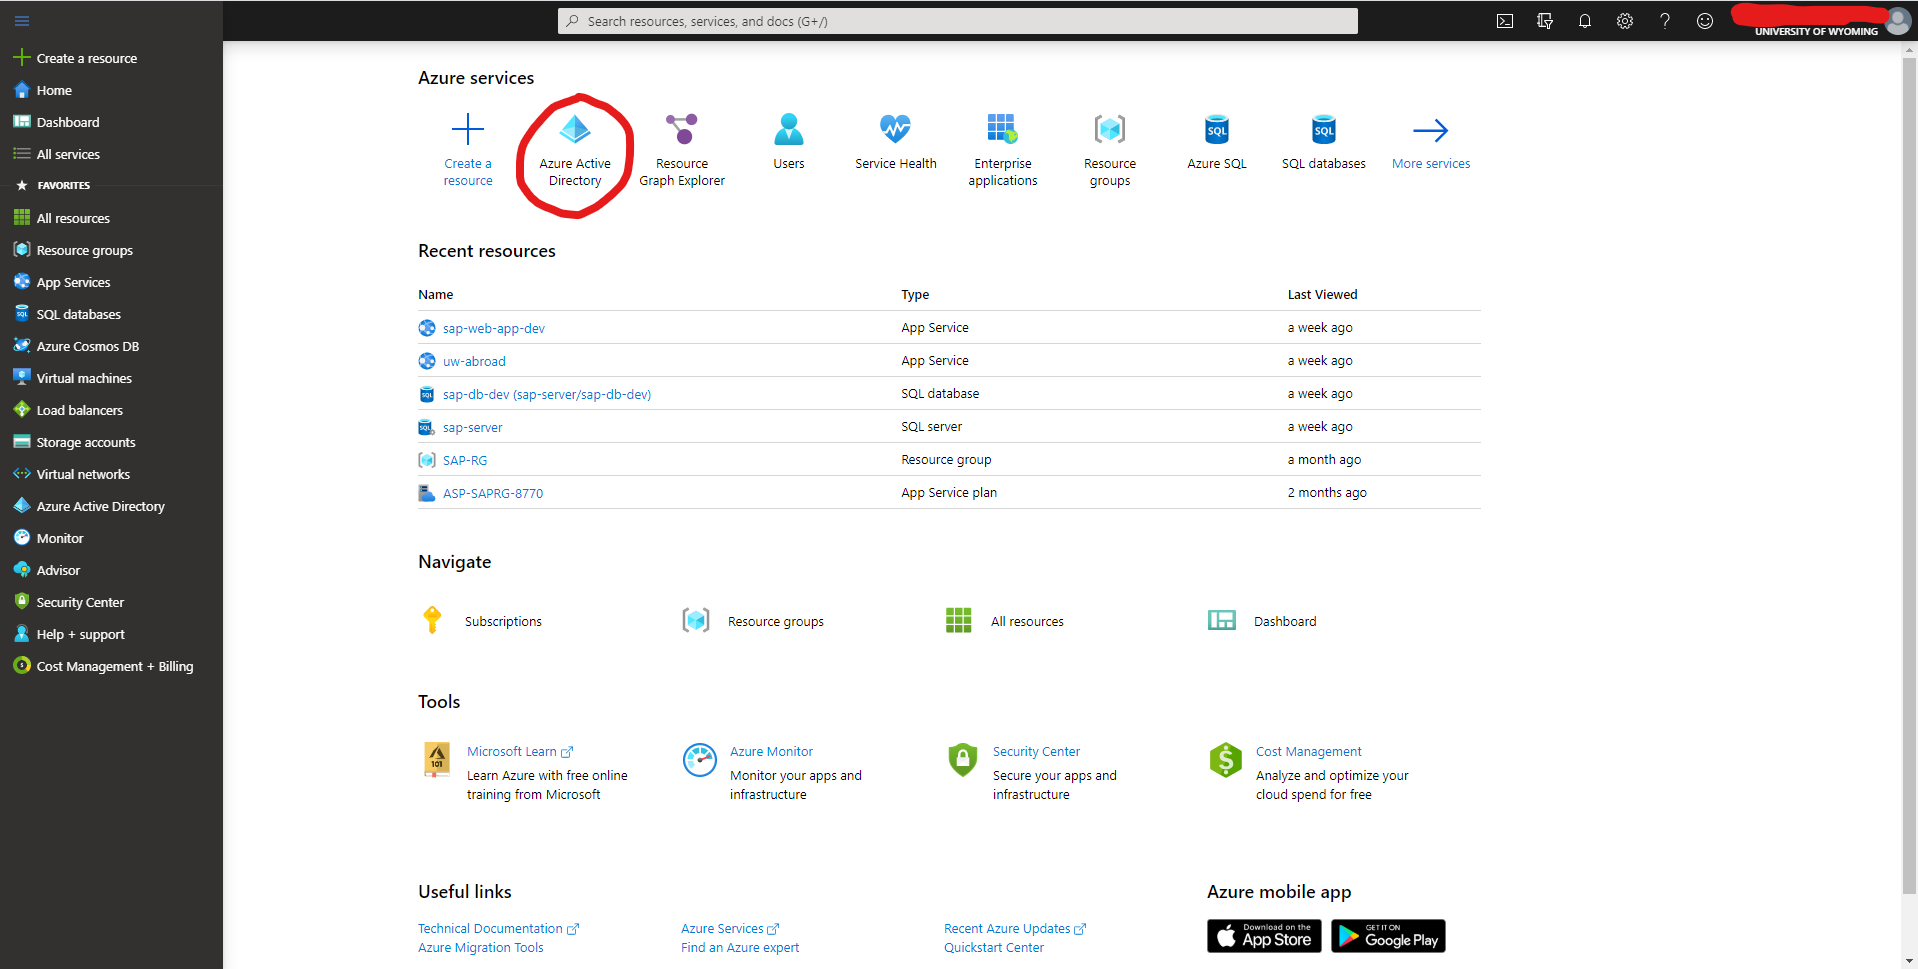 Search resources, services, and docs (G+/)
UNIVERSITY OF WYOMING
Create a resource
Home
Dashboard
All services
FAVORITES
All resources
Resource groups
App Services
SQL databases
Azure Cosmos DB
Virtual machines
Load balancers
Storage accounts
Virtual networks
Azure Active Directory
Monitor
Advisor
Security Center
Help + support
Cost Management + Billing
Azure services
Create a
resource
Azure Active
Directory
Resource
Graph Explorer
Users
Service Health
Enterprise
applications
Resource
groups
SQL
Azure SQL
SQL
SQL databases
More services
Recent resources
Name Type Last Viewed
sap-web-app-dev App Service a week ago
uw-abroad App Service a week ago
sap-db-dev (sap-server/sap-db-dev) SQL database a week ago
sap-server SQL server a week ago
SAP-RG Resource group a month ago
ASP-SAPRG-8770 App Service plan 2 months ago
Navigate
Subscriptions
Resource groups
All resources
Dashboard
Tools
101
Microsoft Learn
Learn Azure with free online
training from Microsoft
Azure Monitor
Monitor your apps and
infrastructure
Security Center
Secure your apps and
infrastructure
$
Cost Management
Analyze and optimize your
cloud spend for free
Useful links
Technical Documentation
Azure Migration Tools
Azure Services
Find an Azure expert
Recent Azure Updates
Quickstart Center
Azure mobile app
Download on the
App Store
GET IT ON
Google Play